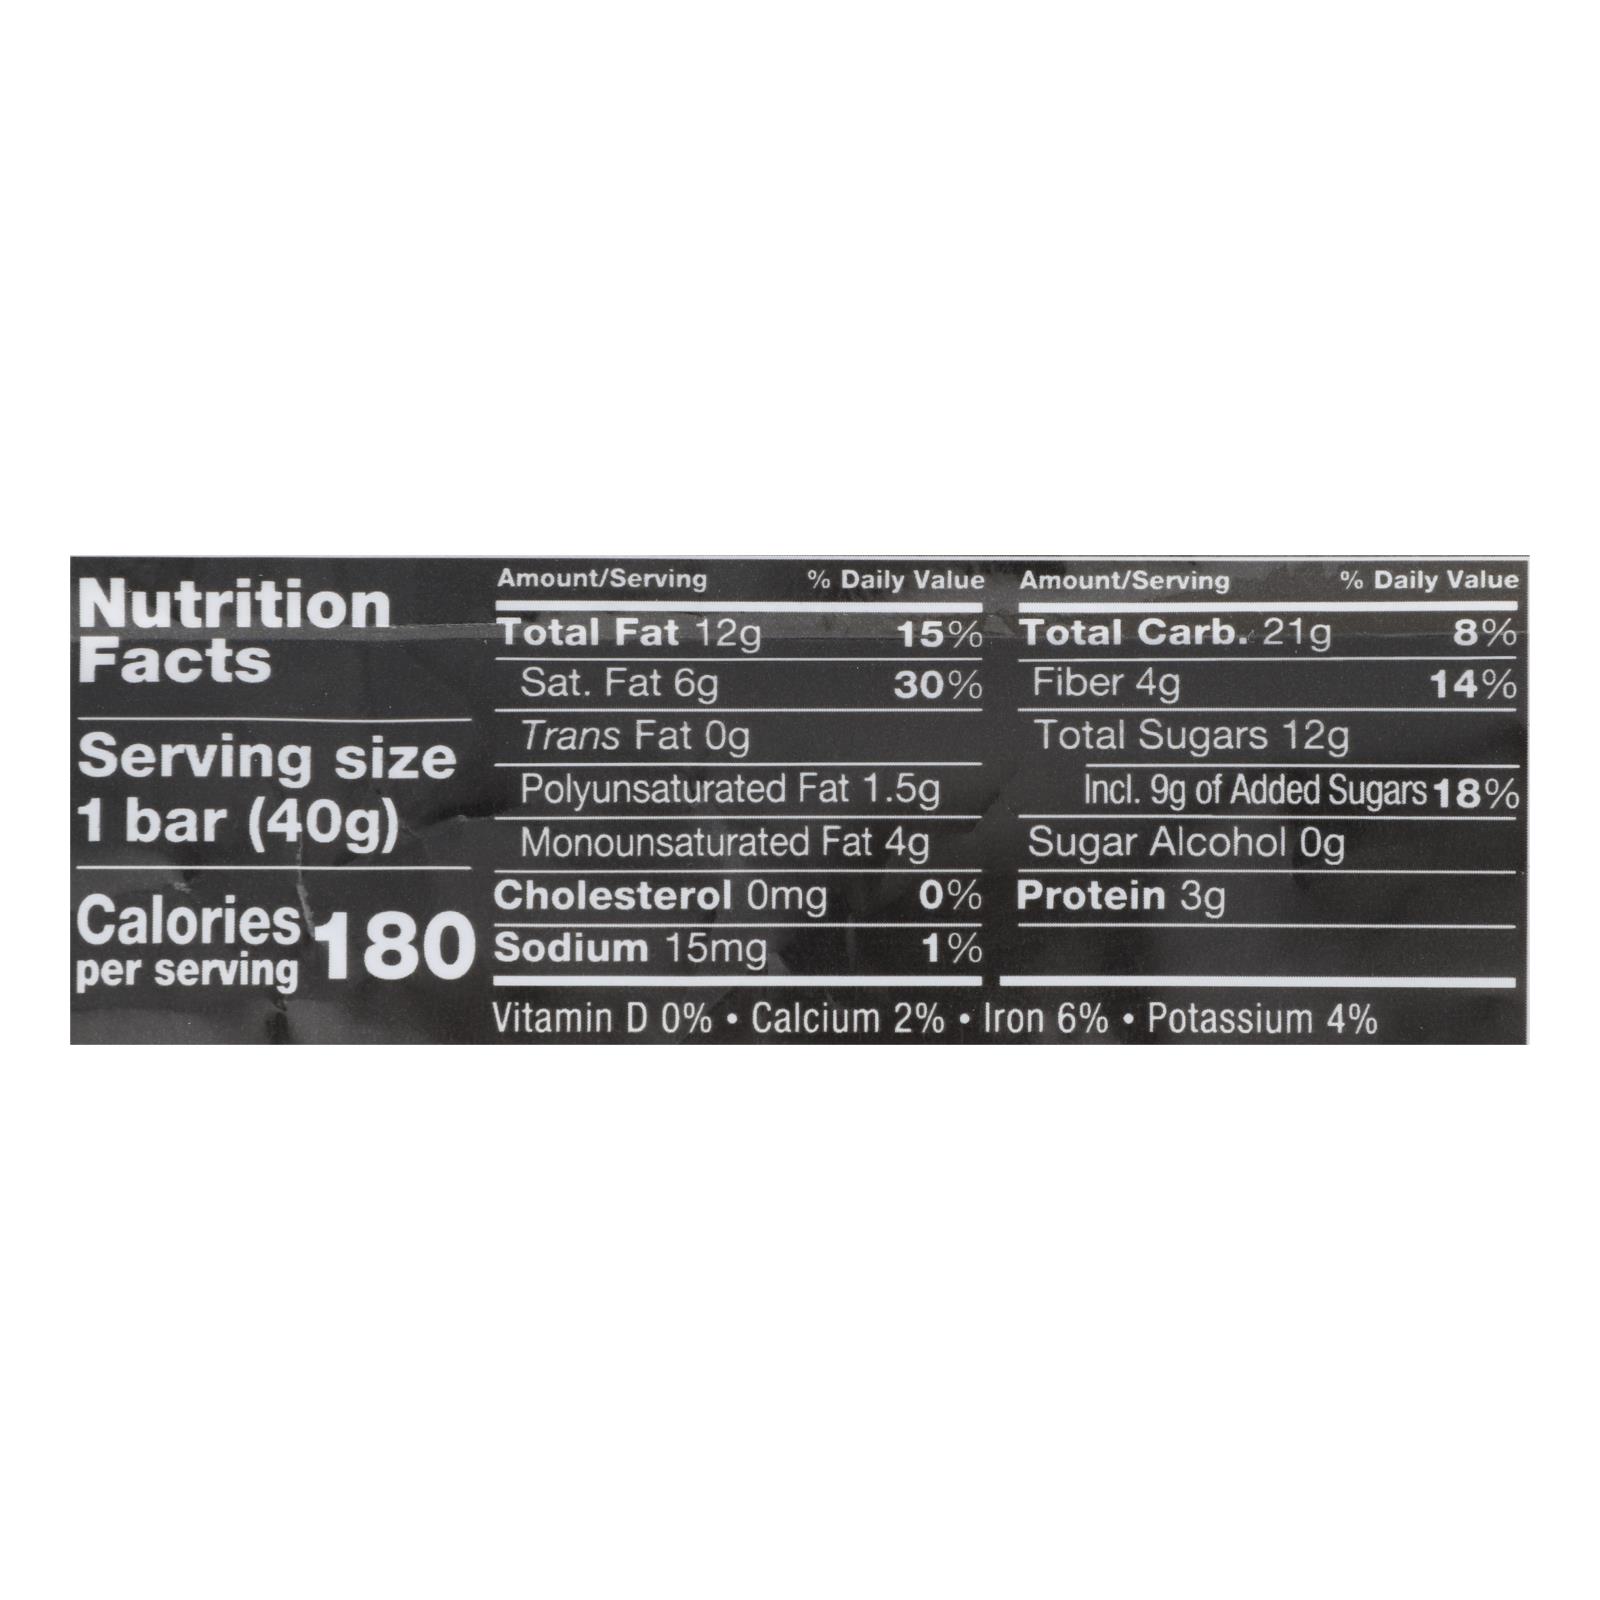 Nutrition
Facts
Serving size
1 bar (40g)
Calories
per serving 180
Amount/Serving % Daily Value
Total Fat 12g 15%
Sat. Fat 6g 30%
Trans Fat 0g
Polyunsaturated Fat 1.5g
Monounsaturated Fat 4g
Cholesterol 0mg 0%
Sodium 15mg 1%
Amount/Serving % Daily Value
Total Carb. 21g 8%
Fiber 4g 14%
Total Sugars 12g
Incl. 9g of Added Sugars 18%
Sugar Alcohol 0g
Protein 3g
Vitamin D 0% • Calcium 2% • Iron 6% • Potassium 4%